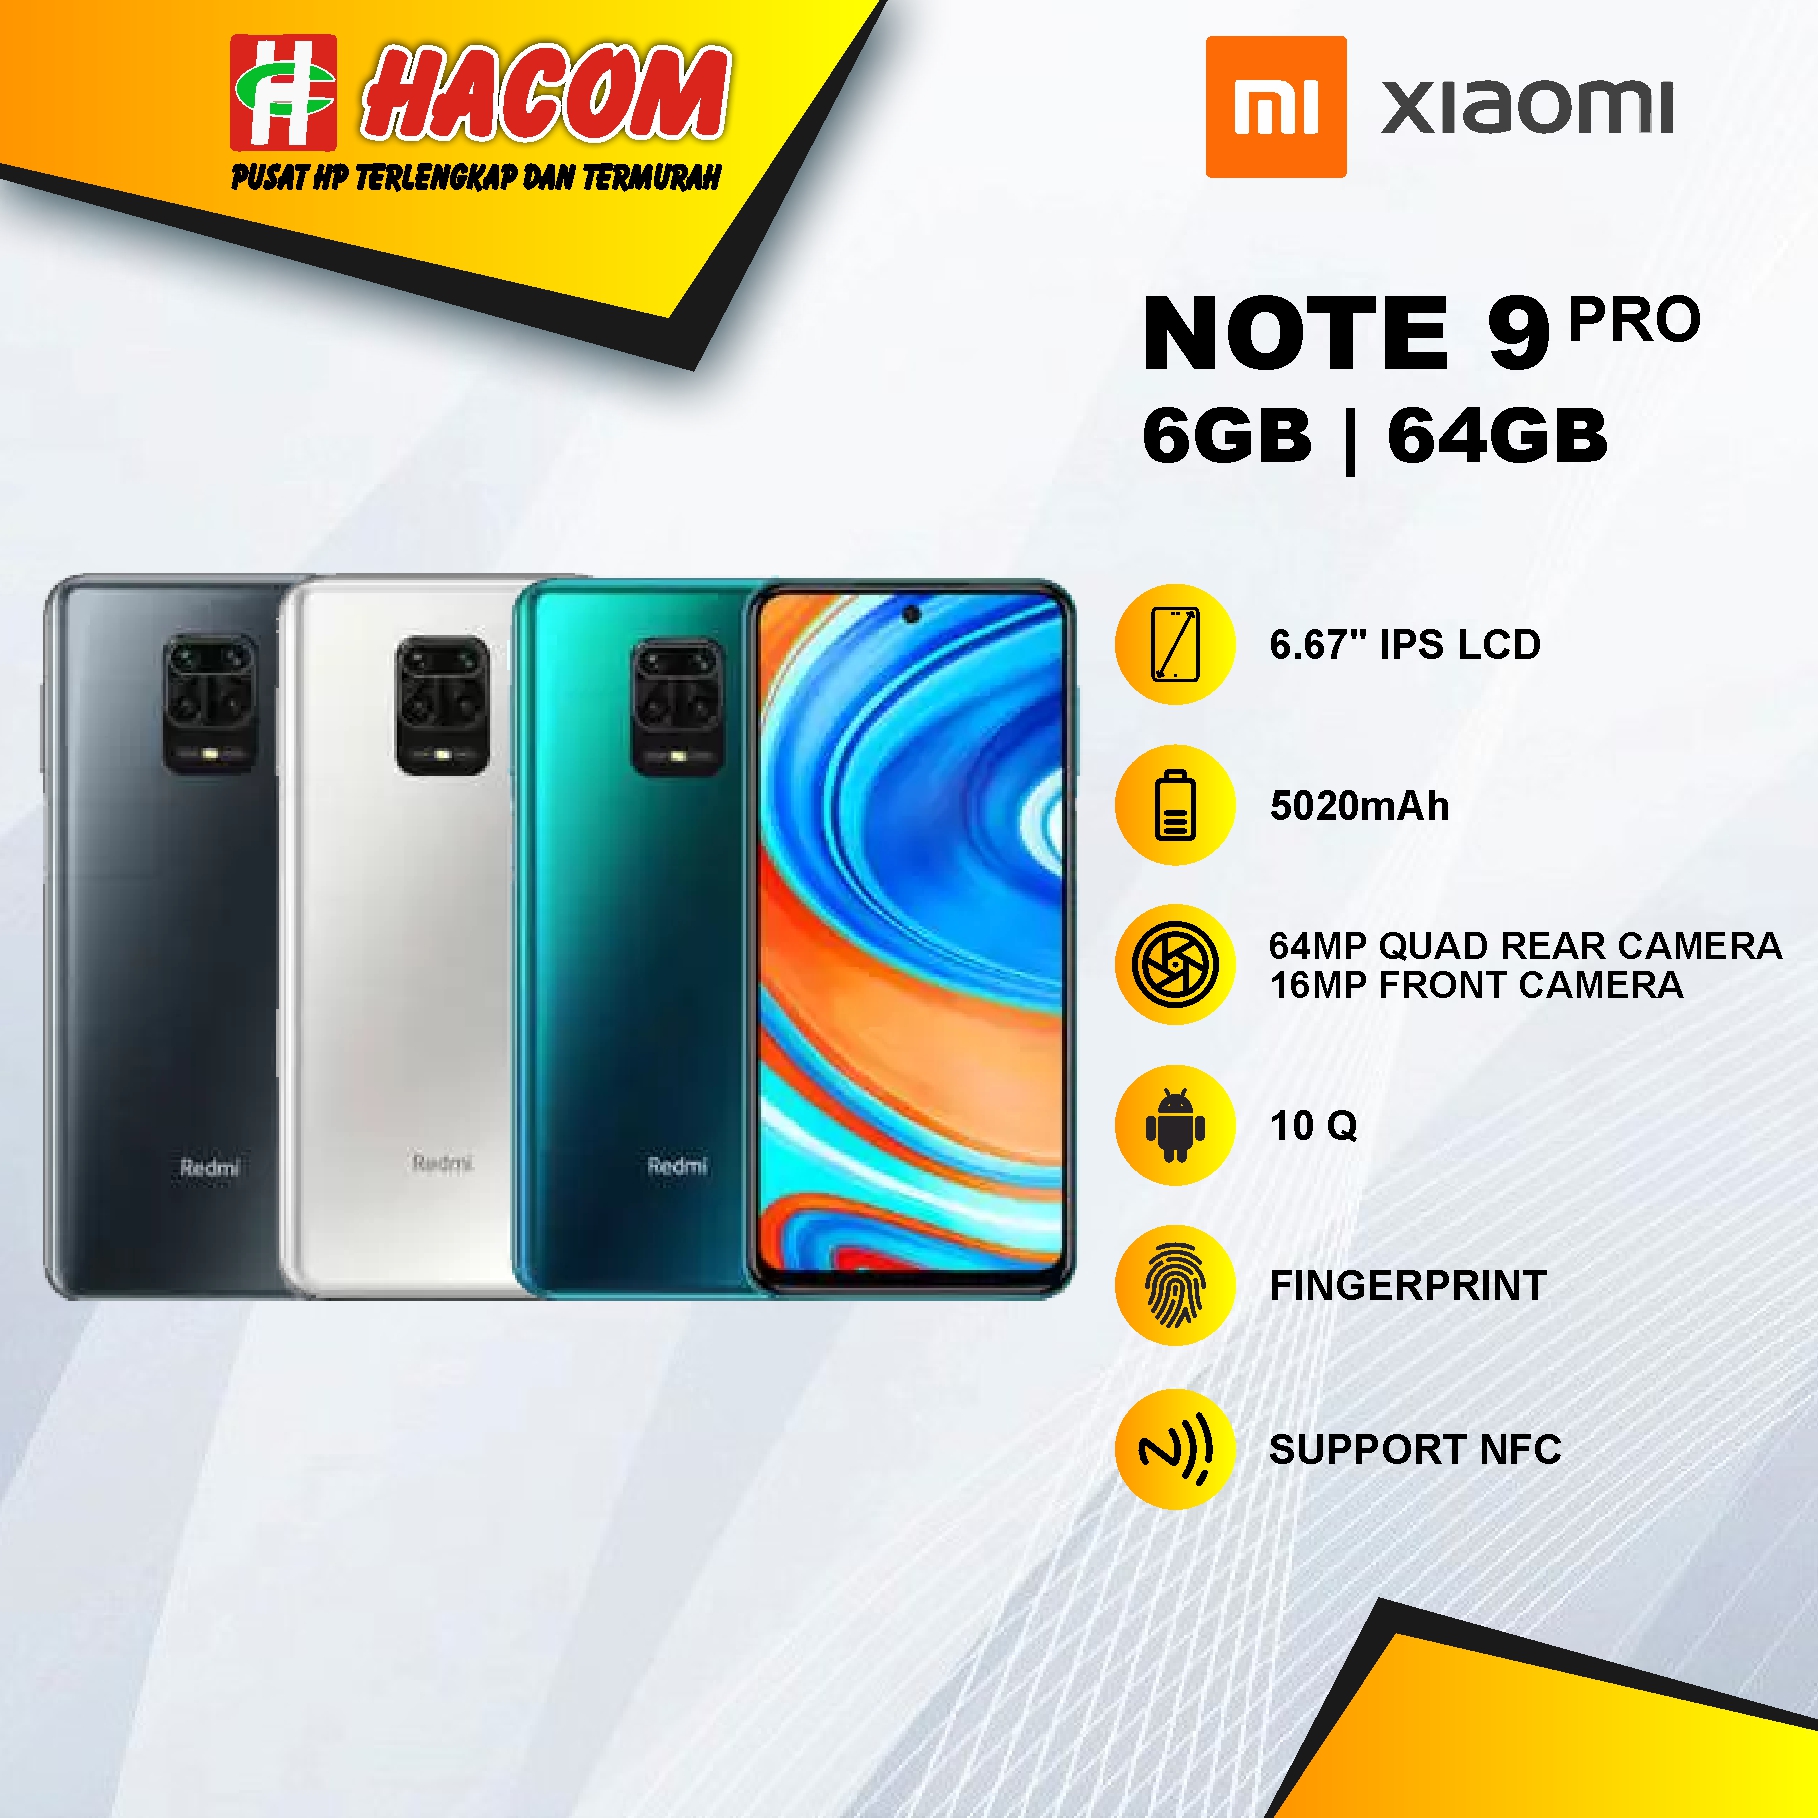 HACOM
PUSAT HP TERLENGKAP DAN TERMURAH
mi xiaomi
NOTE 9 PRO
6GB | 64GB
6.67" IPS LCD
5020mAh
64MP QUAD REAR CAMERA
16MP FRONT CAMERA
10 Q
FINGERPRINT
SUPPORT NFC
Redmi
Redmi
Redmi